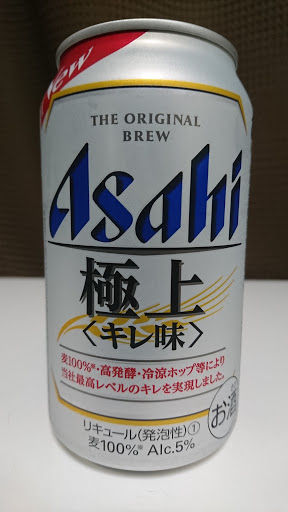 New
THE ORIGINAL
BREW
Asahi
極上
〈キレ味〉
麦100%※・高発酵・冷涼ホップ等により
当社最高レベルのキレを実現しました。
リキュール(発泡性)①
麦100%※ Alc.5%
お酒